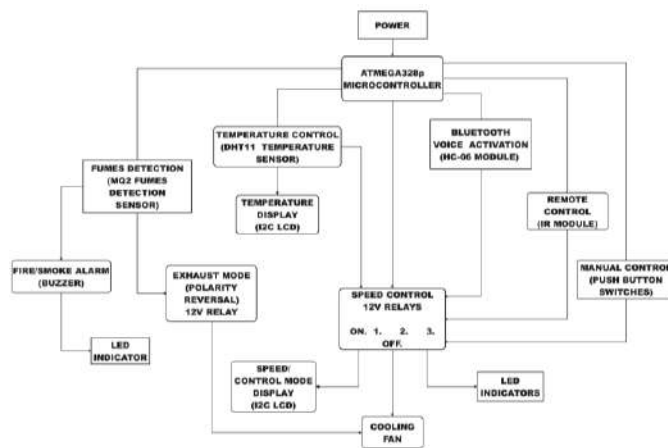 POWER
ATMEGA328p
MICROCONTROLLER
TEMPERATURE CONTROL
(DHT11 TEMPERATURE
SENSOR)
BLUETOOTH
VOICE ACTIVATION
(HC-06 MODULE)
FUMES DETECTION
(MQ2 FUMES
DETECTION
SENSOR)
TEMPERATURE
DISPLAY
(I2C LCD)
REMOTE
CONTROL
(IR MODULE)
FIRE/SMOKE ALARM
(BUZZER)
EXHAUST MODE
(POLARITY
REVERSAL)
12V RELAY
SPEED CONTROL
12V RELAYS
ON. 1. 2. 3.
OFF.
MANUAL CONTROL
(PUSH BUTTON
SWITCHES)
LED
INDICATOR
SPEED/
CONTROL MODE
DISPLAY
(I2C LCD)
LED
INDICATORS
COOLING
FAN